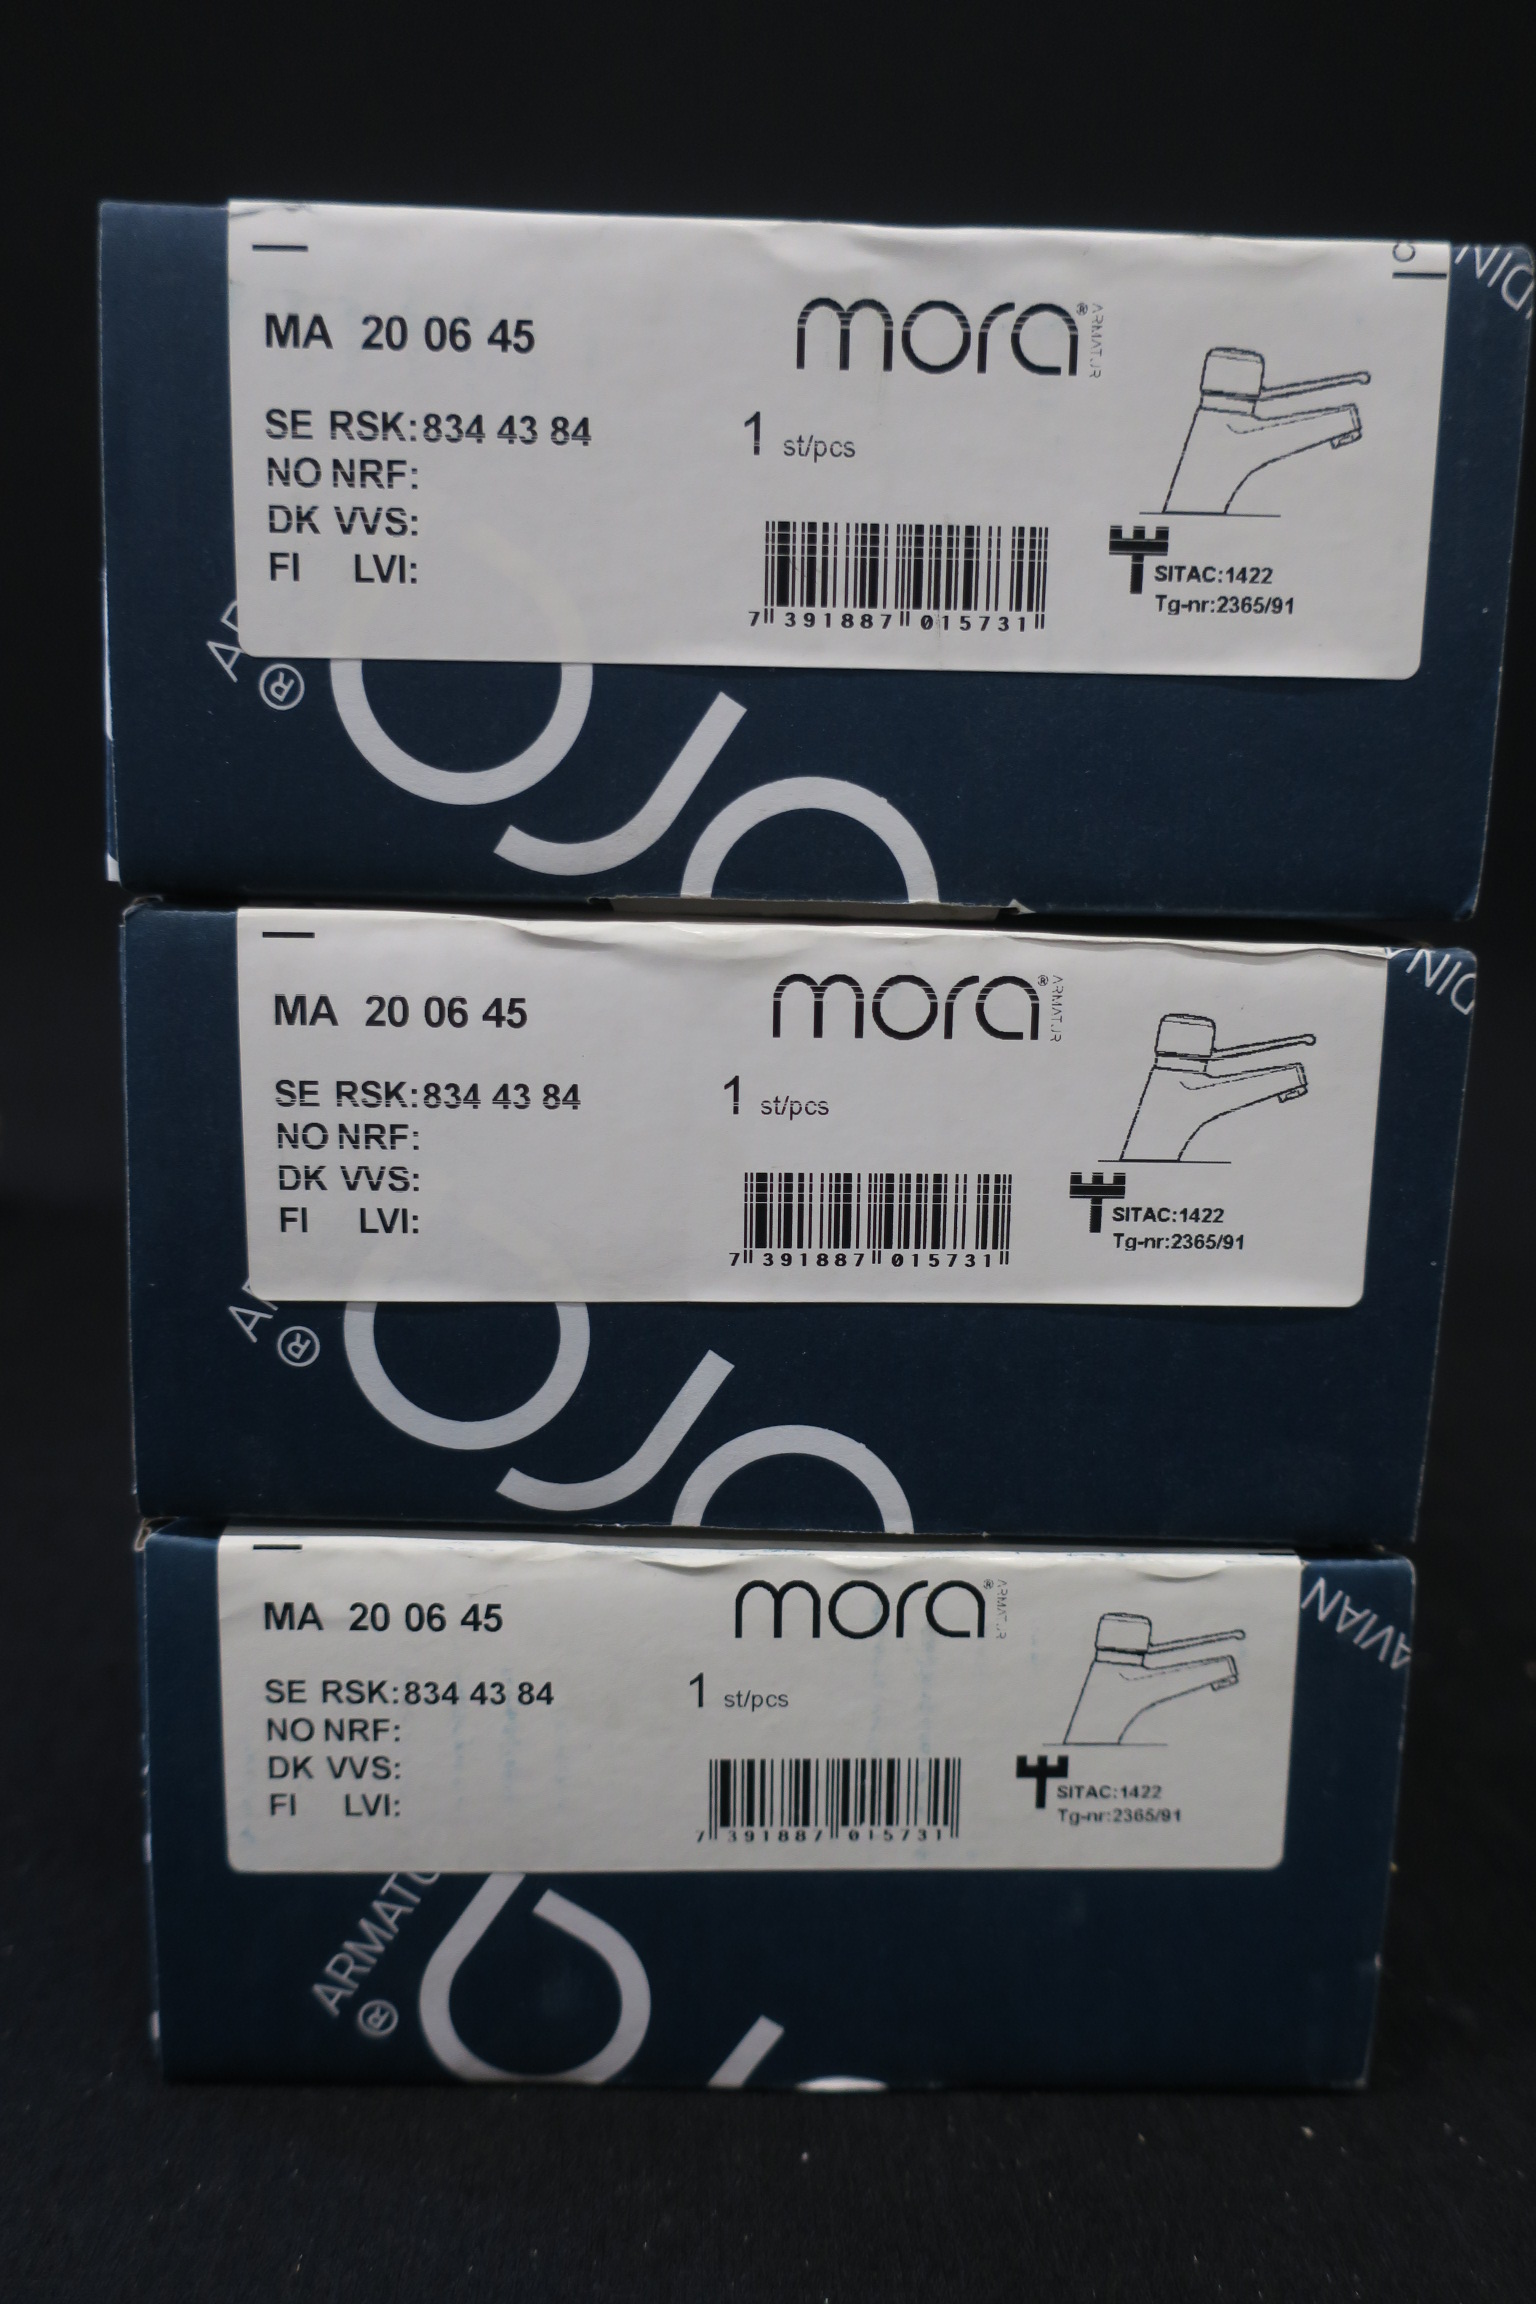 MA 20 06 45
mora® ARMATUR
SE RSK:834 43 84
1 st/pcs
NO NRF:
DK VVS:
FI LVI:
7 391887 015731
SITAC:1422
Tg-nr:2365/91
®
MA 20 06 45
mora® ARMATUR
SE RSK:834 43 84
1 st/pcs
NO NRF:
DK VVS:
FI LVI:
7 391887 015731
SITAC:1422
Tg-nr:2365/91
®
MA 20 06 45
mora® ARMATUR
SE RSK:834 43 84
1 st/pcs
NO NRF:
DK VVS:
FI LVI:
7 391887 015731
SITAC:1422
Tg-nr:2365/91
AVIAN
ARMATU
®